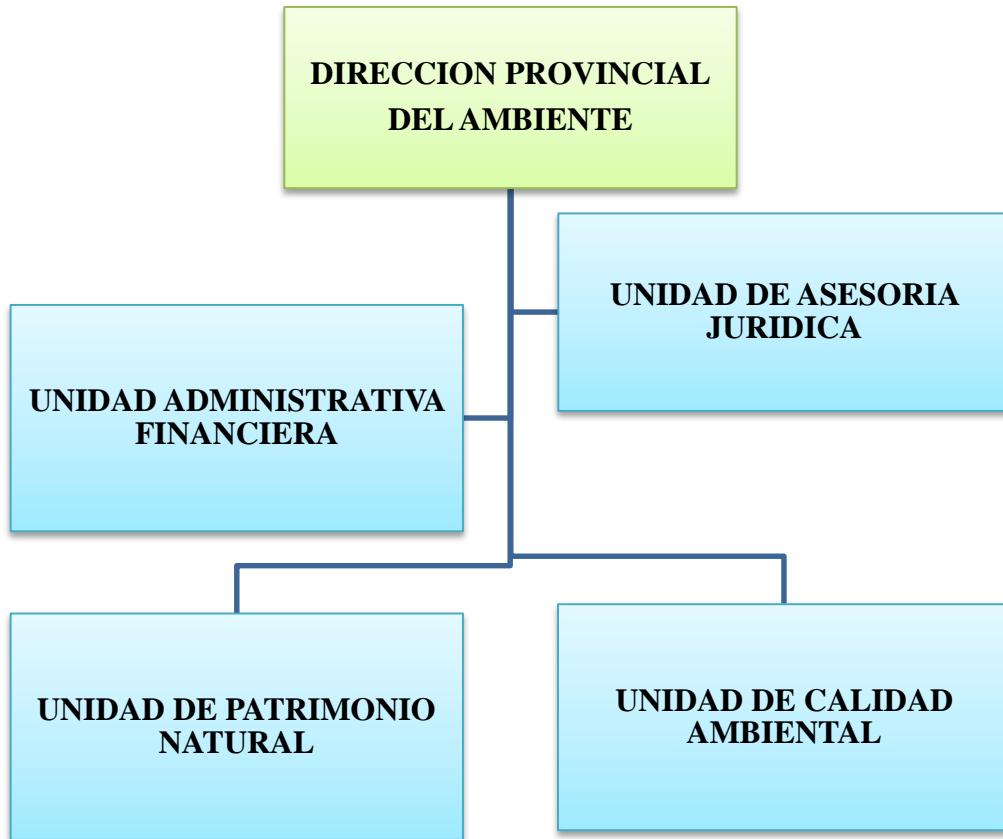 DIRECCION PROVINCIAL
DEL AMBIENTE
UNIDAD DE ASESORIA
JURIDICA
UNIDAD ADMINISTRATIVA
FINANCIERA
UNIDAD DE PATRIMONIO
NATURAL
UNIDAD DE CALIDAD
AMBIENTAL